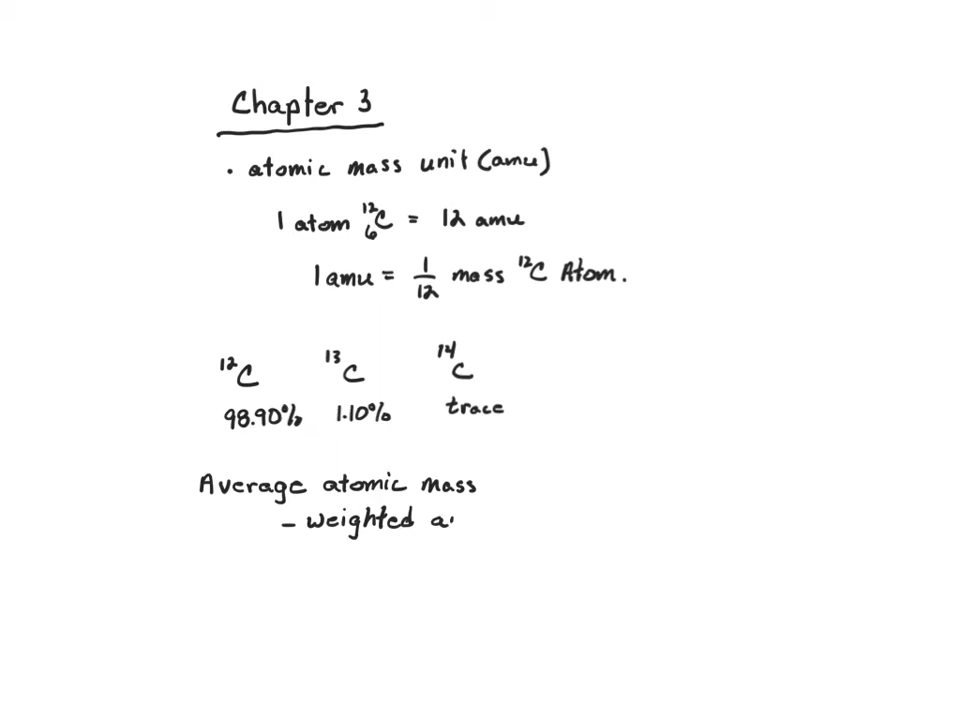 Chapter 3
· atomic mass unit (amu)
1 atom ¹²₆C = 12 amu
1 amu = 1/12 mass ¹²C Atom.
¹²C ¹³C ¹⁴C
98.90% 1.10% trace
Average atomic mass
- weighted a